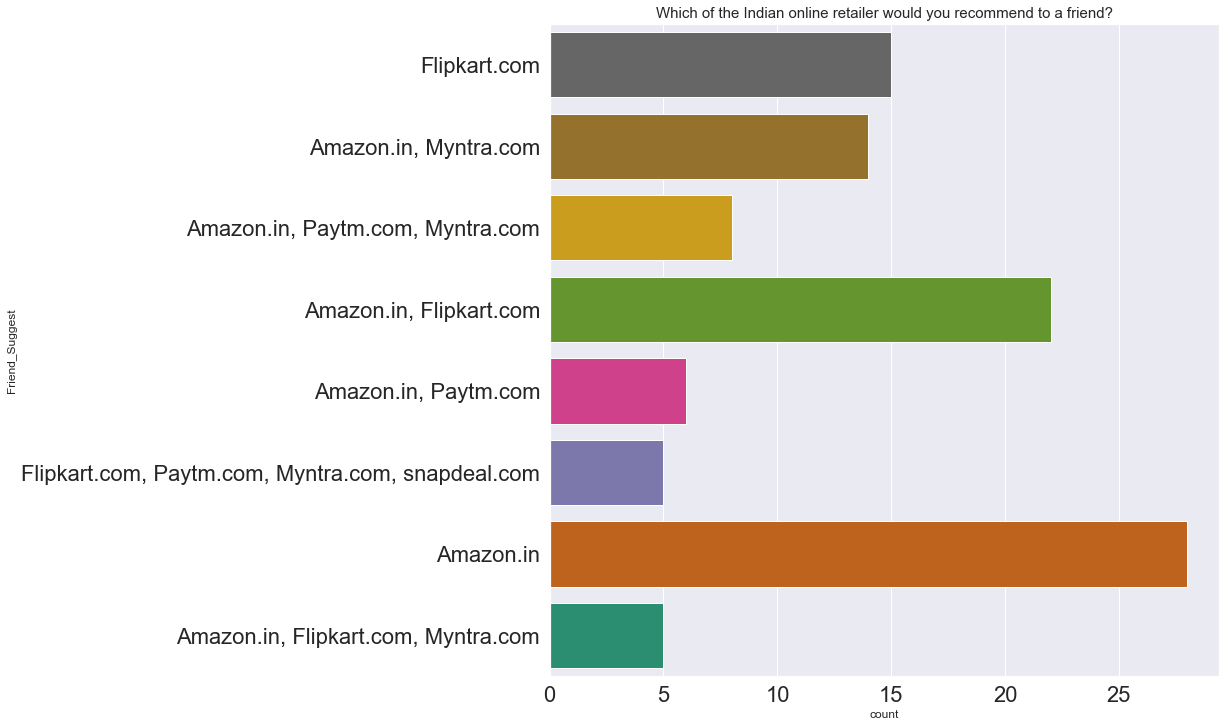 Which of the Indian online retailer would you recommend to a friend?
Flipkart.com
Amazon.in, Myntra.com
Amazon.in, Paytm.com, Myntra.com
Amazon.in, Flipkart.com
Amazon.in, Paytm.com
Flipkart.com, Paytm.com, Myntra.com, snapdeal.com
Amazon.in
Amazon.in, Flipkart.com, Myntra.com
Friend_Suggest
0 5 10 15 20 25
count